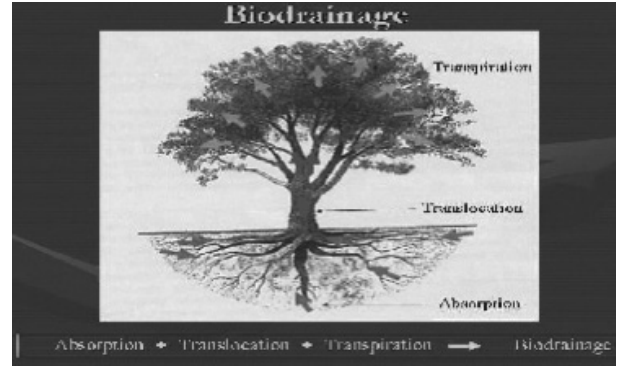 Biodrainage
Transpiration
Translocation
Absorption
Absorption + Translocation + Transpiration → Biodrainage